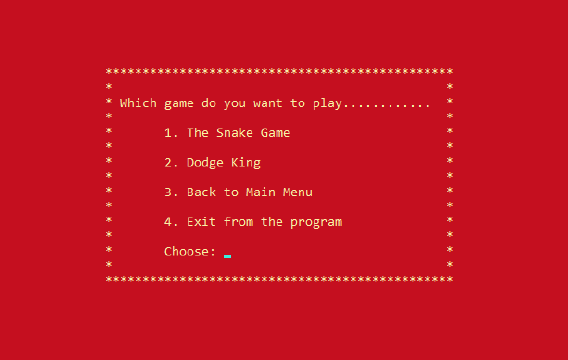 ***********************************************
*                                             *
* Which game do you want to play............  *
*                                             *
*       1. The Snake Game                     *
*                                             *
*       2. Dodge King                         *
*                                             *
*       3. Back to Main Menu                  *
*                                             *
*       4. Exit from the program              *
*                                             *
*       Choose: _                             *
*                                             *
***********************************************